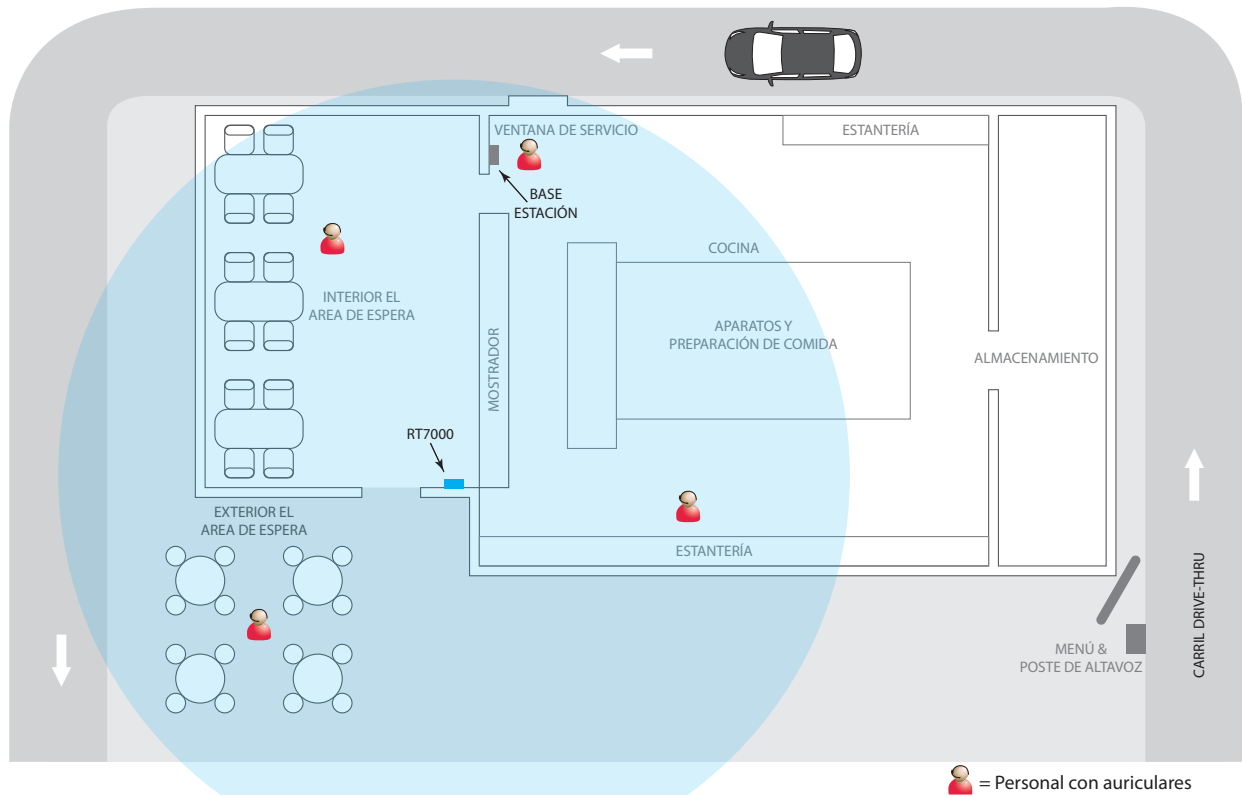 VENTANA DE SERVICIO
ESTANTERÍA
BASE
ESTACIÓN
COCINA
INTERIOR EL
AREA DE ESPERA
APARATOS Y
PREPARACIÓN DE COMIDA
ALMACENAMIENTO
MOSTRADOR
RT7000
EXTERIOR EL
AREA DE ESPERA
ESTANTERÍA
CARRIL DRIVE-THRU
MENÚ &
POSTE DE ALTAVOZ
= Personal con auriculares